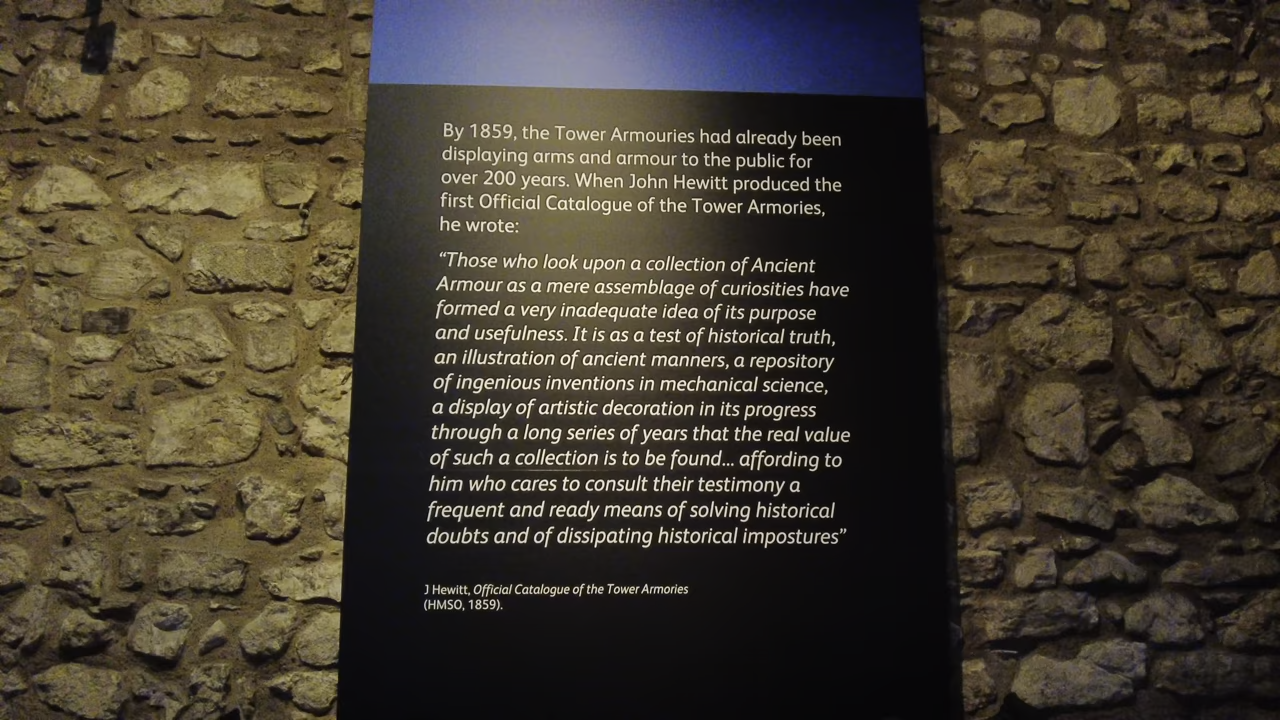 By 1859, the Tower Armouries had already been
displaying arms and armour to the public for
over 200 years. When John Hewitt produced the
first Official Catalogue of the Tower Armories,
he wrote:
“Those who look upon a collection of Ancient
Armour as a mere assemblage of curiosities have
formed a very inadequate idea of its purpose
and usefulness. It is as a test of historical truth,
an illustration of ancient manners, a repository
of ingenious inventions in mechanical science,
a display of artistic decoration in its progress
through a long series of years that the real value
of such a collection is to be found... affording to
him who cares to consult their testimony a
frequent and ready means of solving historical
doubts and of dissipating historical impostures”
J Hewitt, Official Catalogue of the Tower Armories
(HMSO, 1859).